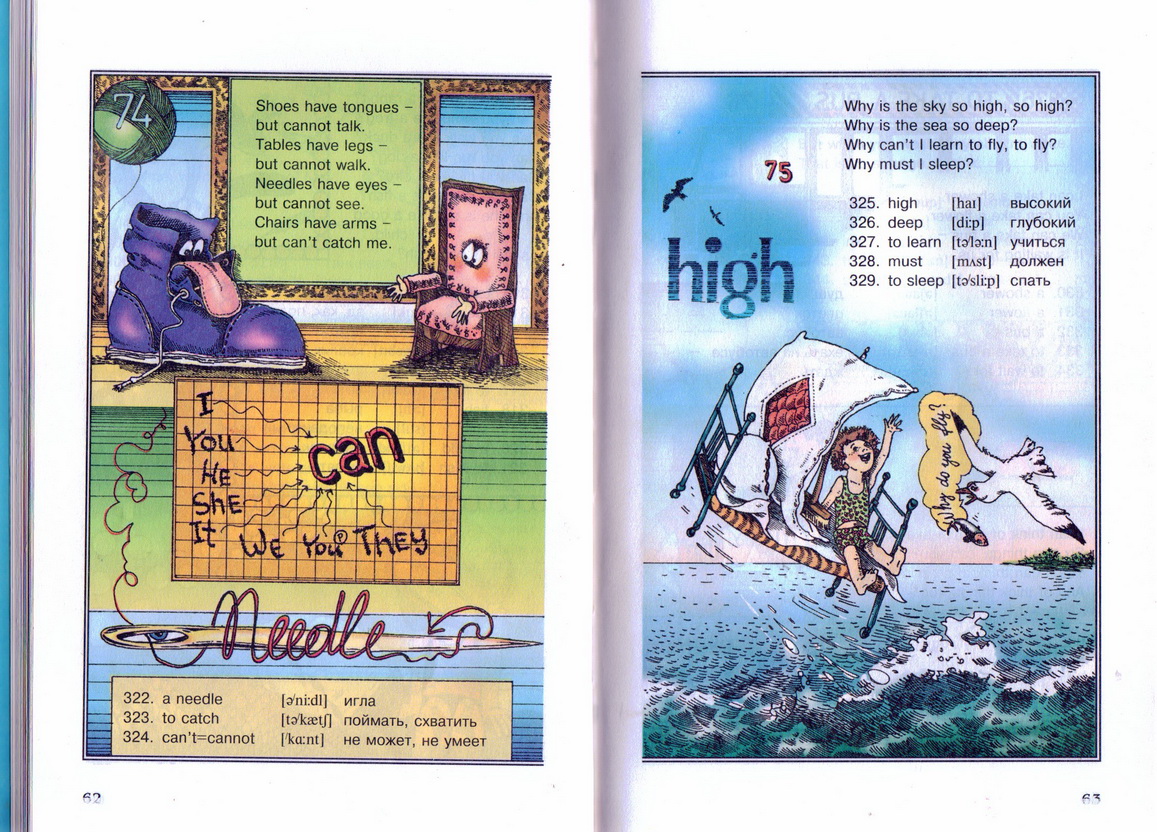 74
Shoes have tongues –
but cannot talk.
Tables have legs –
but cannot walk.
Needles have eyes –
but cannot see.
Chairs have arms –
but can't catch me.
I
You
HE
ShE
It
WE You THEY
can
Needle
322. a needle [ə'ni:dl] игла
323. to catch [tə'kætʃ] поймать, схватить
324. can't=cannot ['kɑ:nt] не может, не умеет
62
Why is the sky so high, so high?
Why is the sea so deep?
Why can't I learn to fly, to fly?
Why must I sleep?
75
325. high [haɪ] высокий
326. deep [di:p] глубокий
327. to learn [tə'lə:n] учиться
328. must [mʌst] должен
329. to sleep [tə'sli:p] спать
high
Why do you fly?
63